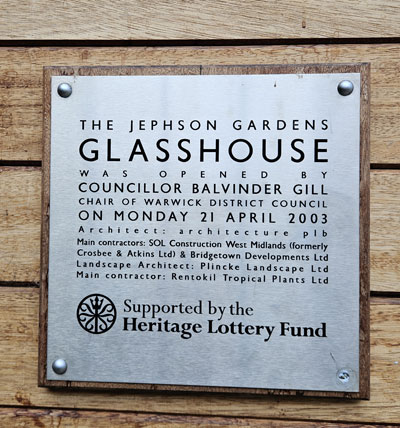 THE JEPHSON GARDENS
GLASSHOUSE
WAS OPENED BY
COUNCILLOR BALVINDER GILL
CHAIR OF WARWICK DISTRICT COUNCIL
ON MONDAY 21 APRIL 2003
Architect: architecture plb
Main contractors: SOL Construction West Midlands (formerly
Crosbee & Atkins Ltd) & Bridgetown Developments Ltd
Landscape Architect: Plincke Landscape Ltd
Main contractor: Rentokil Tropical Plants Ltd
Supported by the
Heritage Lottery Fund